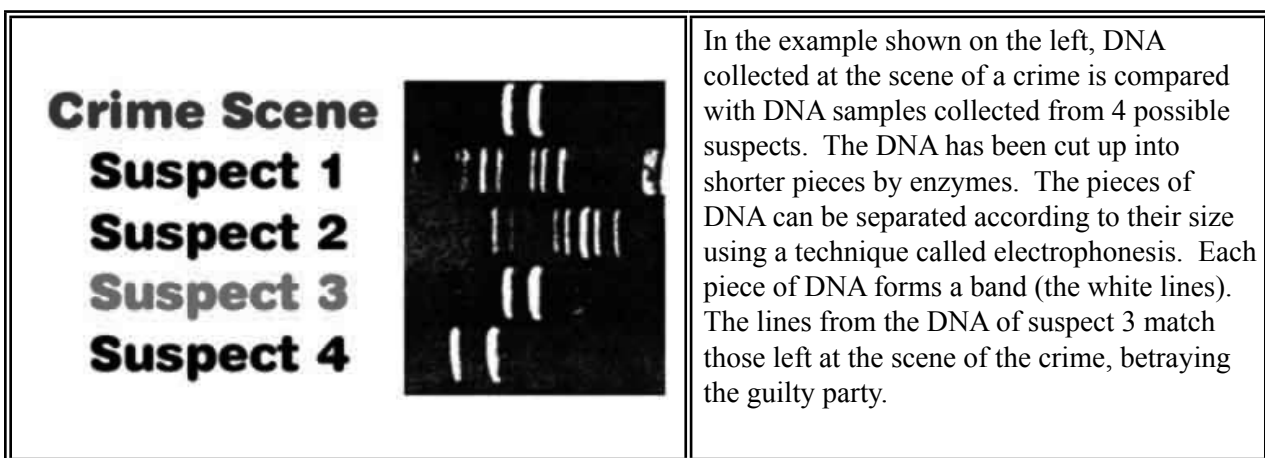 Crime Scene
Suspect 1
Suspect 2
Suspect 3
Suspect 4
In the example shown on the left, DNA
collected at the scene of a crime is compared
with DNA samples collected from 4 possible
suspects. The DNA has been cut up into
shorter pieces by enzymes. The pieces of
DNA can be separated according to their size
using a technique called electrophonesis. Each
piece of DNA forms a band (the white lines).
The lines from the DNA of suspect 3 match
those left at the scene of the crime, betraying
the guilty party.